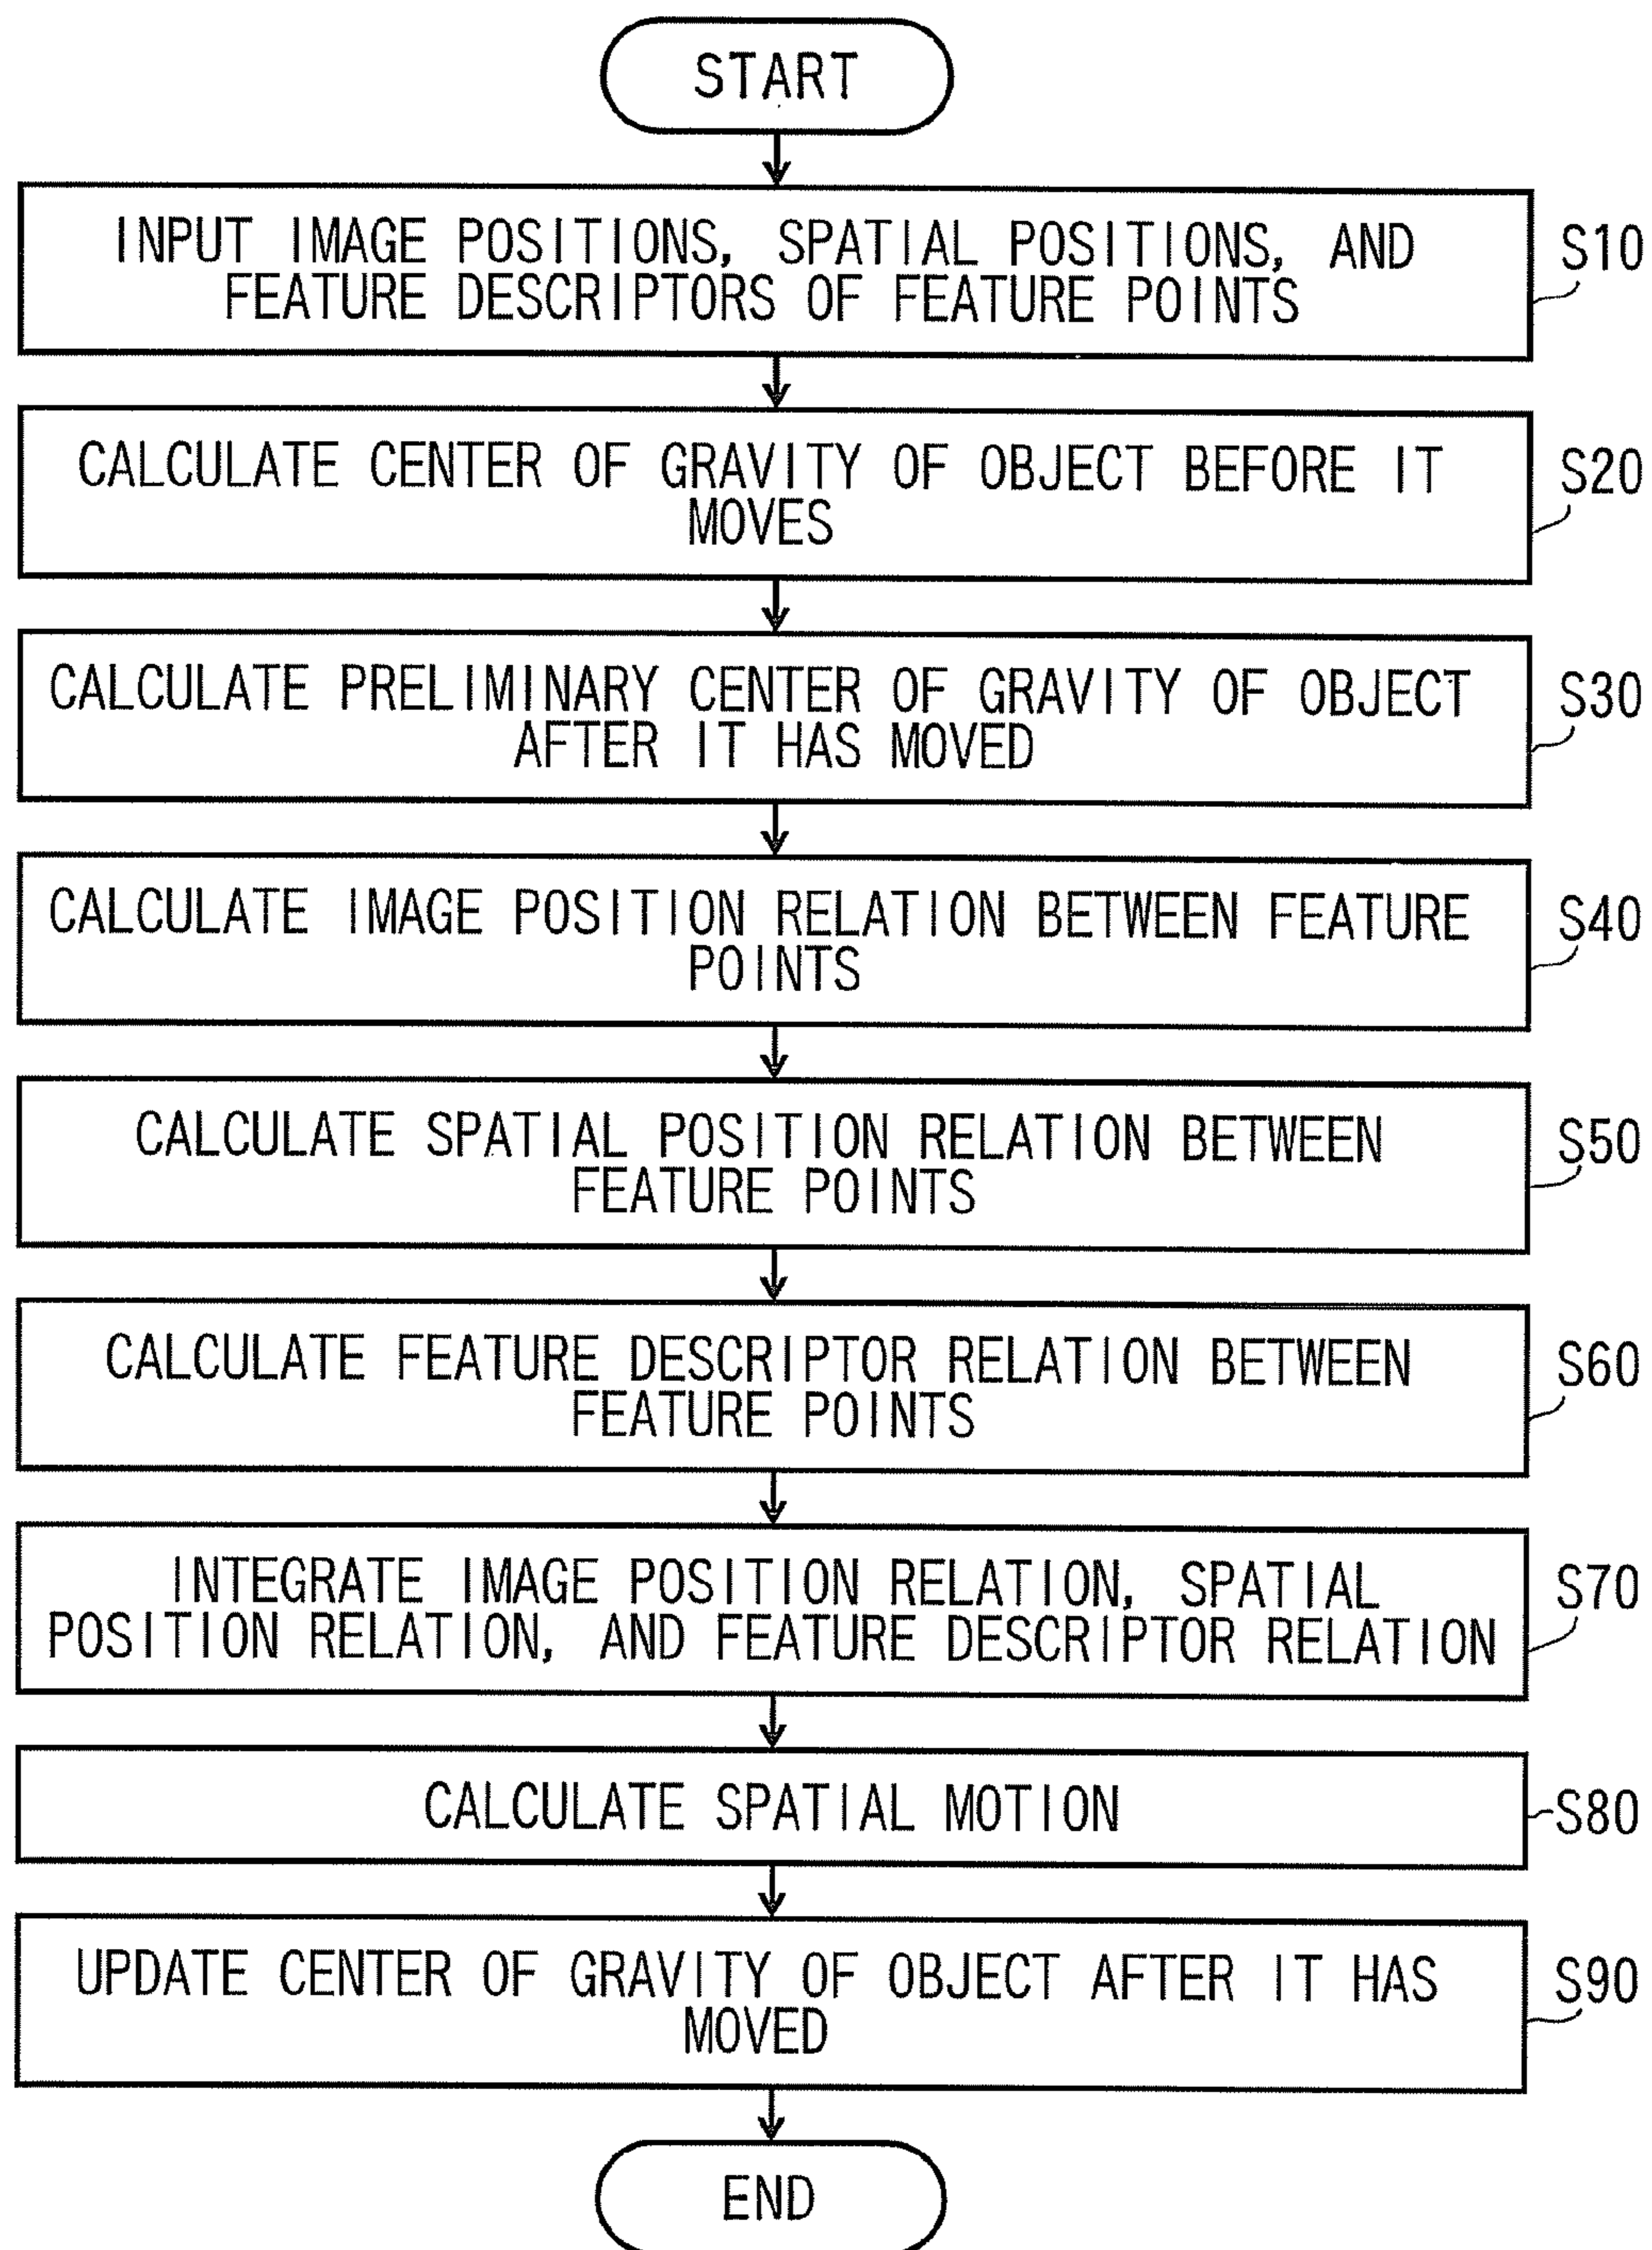 START
INPUT IMAGE POSITIONS, SPATIAL POSITIONS, AND
FEATURE DESCRIPTORS OF FEATURE POINTS
S10
CALCULATE CENTER OF GRAVITY OF OBJECT BEFORE IT
MOVES
S20
CALCULATE PRELIMINARY CENTER OF GRAVITY OF OBJECT
AFTER IT HAS MOVED
S30
CALCULATE IMAGE POSITION RELATION BETWEEN FEATURE
POINTS
S40
CALCULATE SPATIAL POSITION RELATION BETWEEN
FEATURE POINTS
S50
CALCULATE FEATURE DESCRIPTOR RELATION BETWEEN
FEATURE POINTS
S60
INTEGRATE IMAGE POSITION RELATION, SPATIAL
POSITION RELATION, AND FEATURE DESCRIPTOR RELATION
S70
CALCULATE SPATIAL MOTION
S80
UPDATE CENTER OF GRAVITY OF OBJECT AFTER IT HAS
MOVED
S90
END